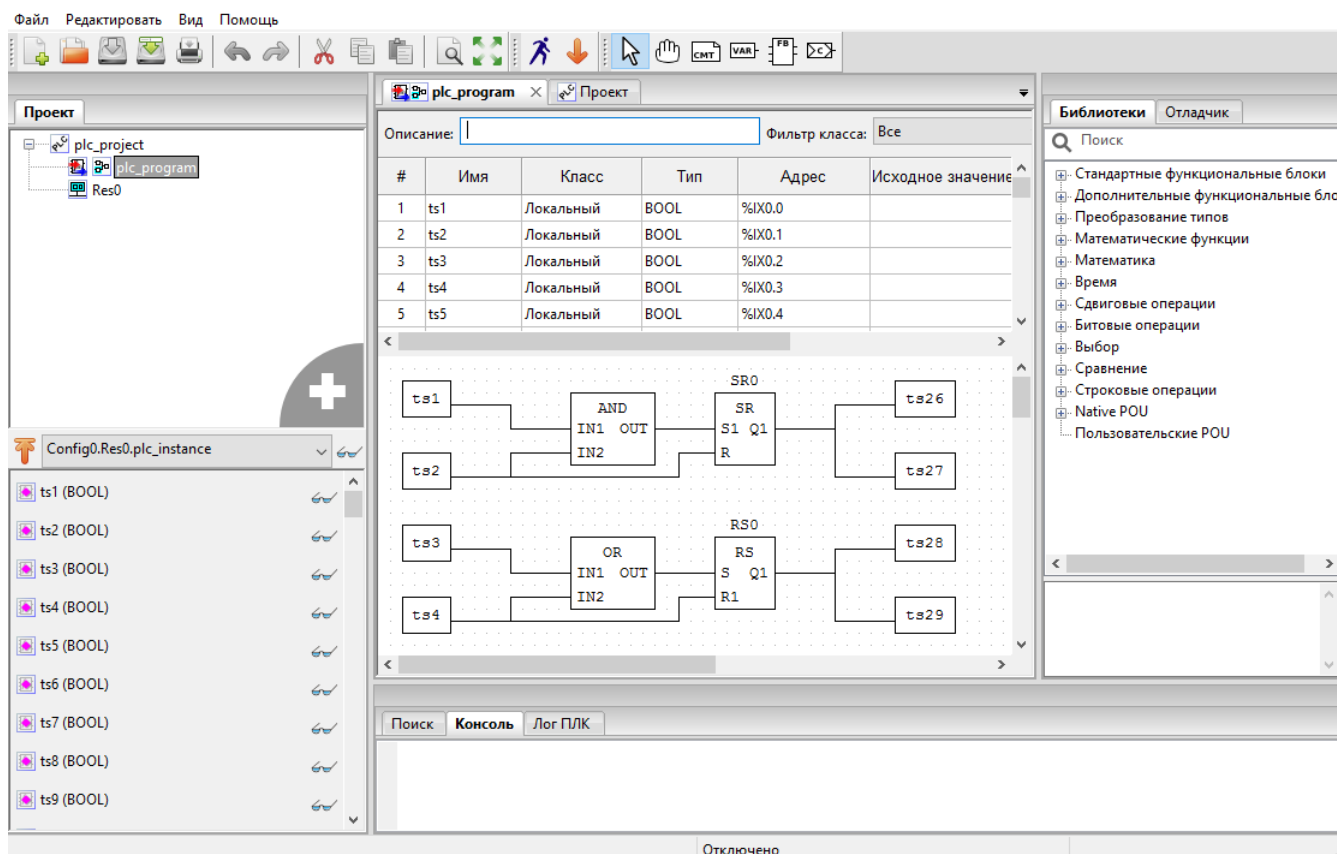 Файл Редактировать Вид Помощь
CMT VAR FB >c>
Проект
plc_project
plc_program
Res0
Config0.Res0.plc_instance
ts1 (BOOL)
ts2 (BOOL)
ts3 (BOOL)
ts4 (BOOL)
ts5 (BOOL)
ts6 (BOOL)
ts7 (BOOL)
ts8 (BOOL)
ts9 (BOOL)
plc_program Проект
Описание: Фильтр класса: Все
# Имя Класс Тип Адрес Исходное значение
1 ts1 Локальный BOOL %IX0.0
2 ts2 Локальный BOOL %IX0.1
3 ts3 Локальный BOOL %IX0.2
4 ts4 Локальный BOOL %IX0.3
5 ts5 Локальный BOOL %IX0.4
SR0
ts1 AND SR ts26
IN1 OUT S1 Q1
IN2 R
ts2 ts27
RS0
ts3 OR RS ts28
IN1 OUT S Q1
IN2 R1
ts4 ts29
Поиск Консоль Лог ПЛК
Библиотеки Отладчик
Поиск
Стандартные функциональные блоки
Дополнительные функциональные бло
Преобразование типов
Математические функции
Математика
Время
Сдвиговые операции
Битовые операции
Выбор
Сравнение
Строковые операции
Native POU
Пользовательские POU
Отключено